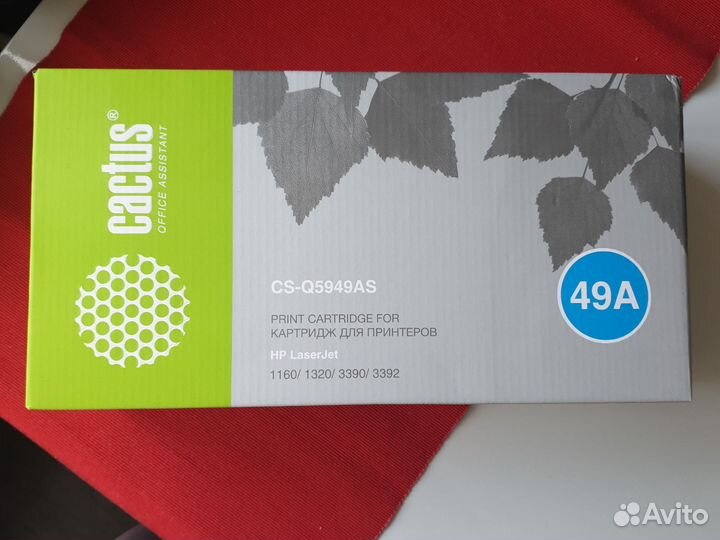 cactus®
OFFICE ASSISTANT
CS-Q5949AS
PRINT CARTRIDGE FOR
КАРТРИДЖ ДЛЯ ПРИНТЕРОВ
HP LaserJet
1160/ 1320/ 3390/ 3392
49A
Avito